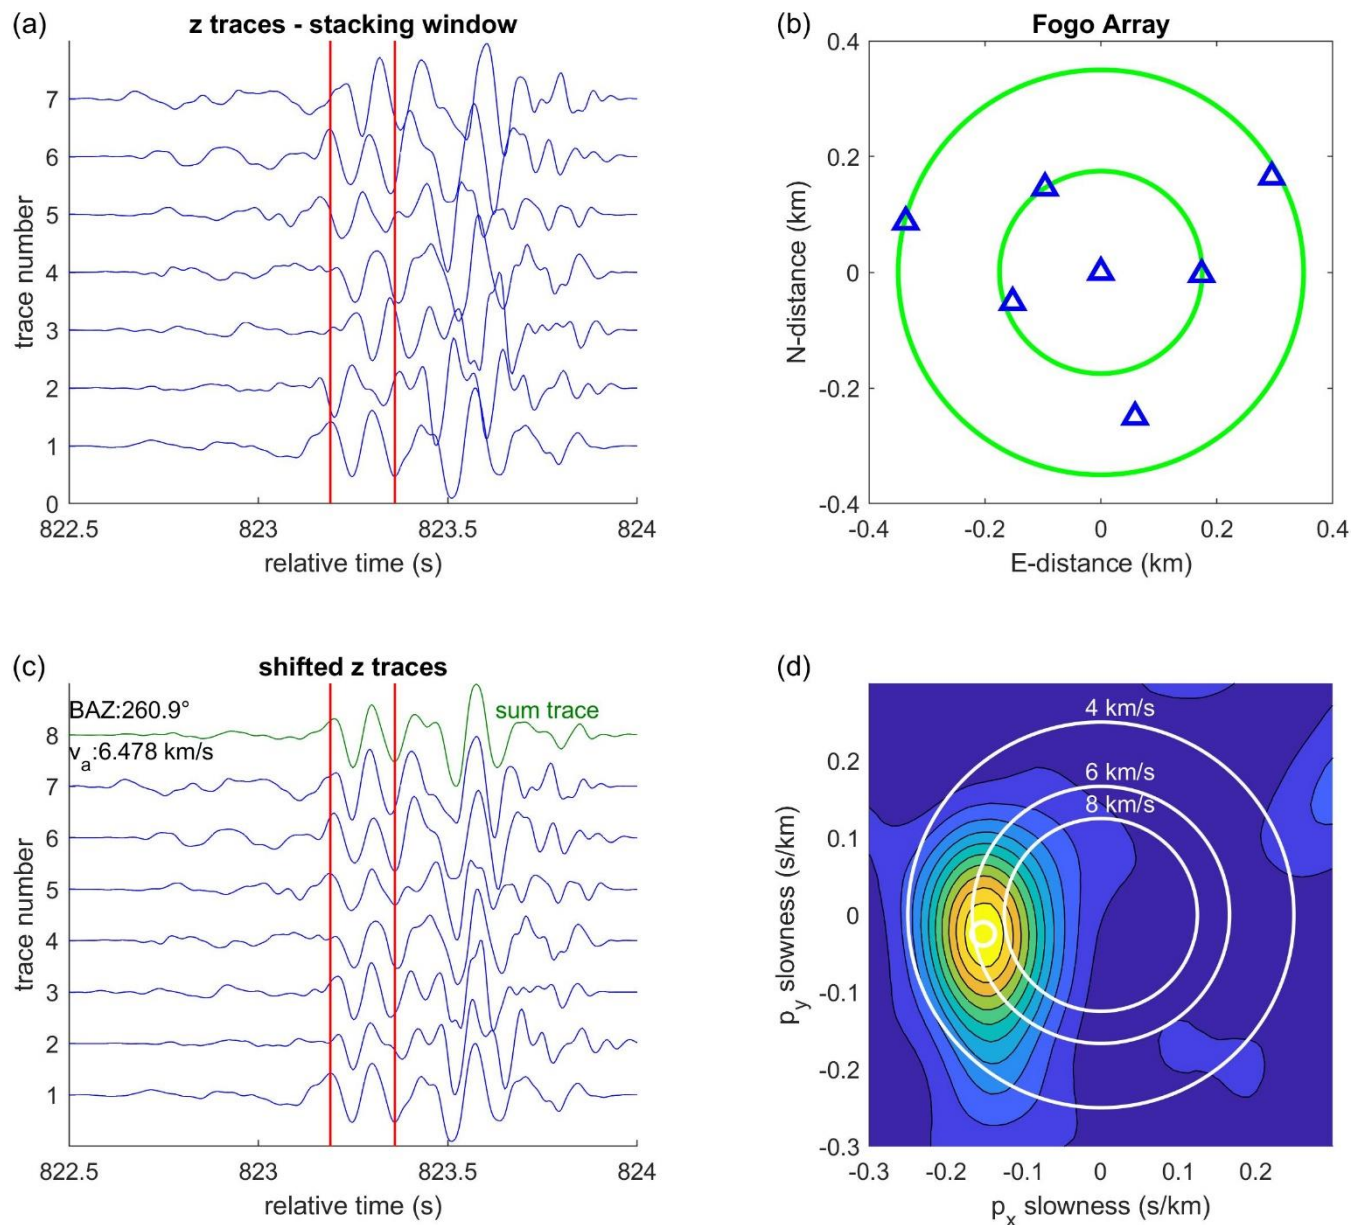 (a)
z traces - stacking window
trace number
7
6
5
4
3
2
1
0
822.5 823 823.5 824
relative time (s)
(b)
Fogo Array
N-distance (km)
0.4
0.2
0
-0.2
-0.4
-0.4 -0.2 0 0.2 0.4
E-distance (km)
(c)
shifted z traces
BAZ:260.9°
sum trace
va:6.478 km/s
trace number
8
7
6
5
4
3
2
1
822.5 823 823.5 824
relative time (s)
(d)
4 km/s
6 km/s
8 km/s
py slowness (s/km)
0.2
0.1
0
-0.1
-0.2
-0.3
-0.3 -0.2 -0.1 0 0.1 0.2
px slowness (s/km)